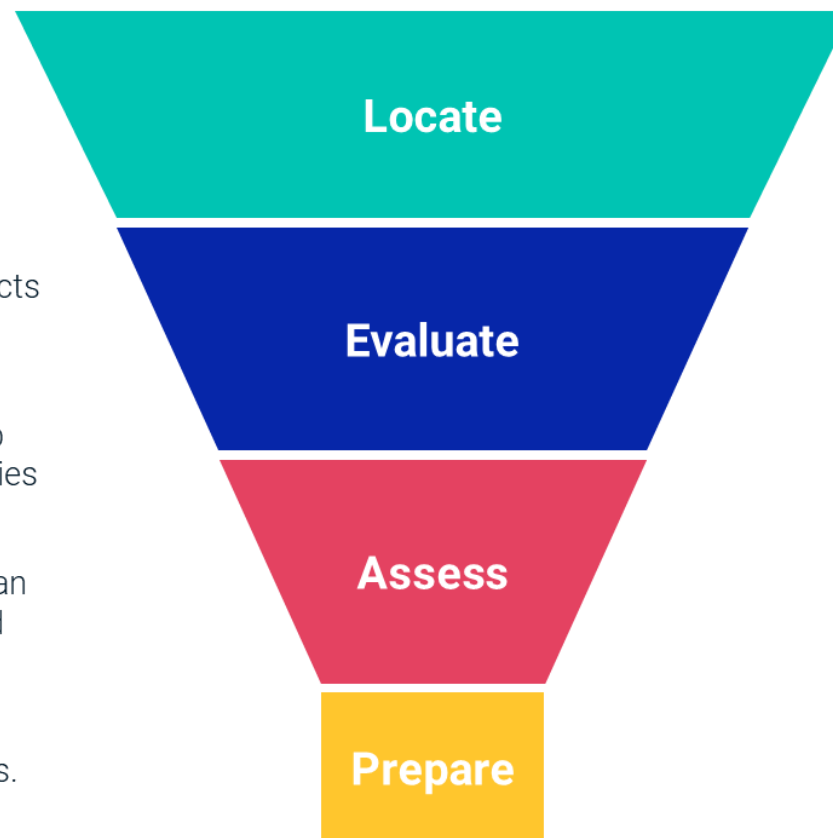 cts
ies
an
s.
Locate
Evaluate
Assess
Prepare